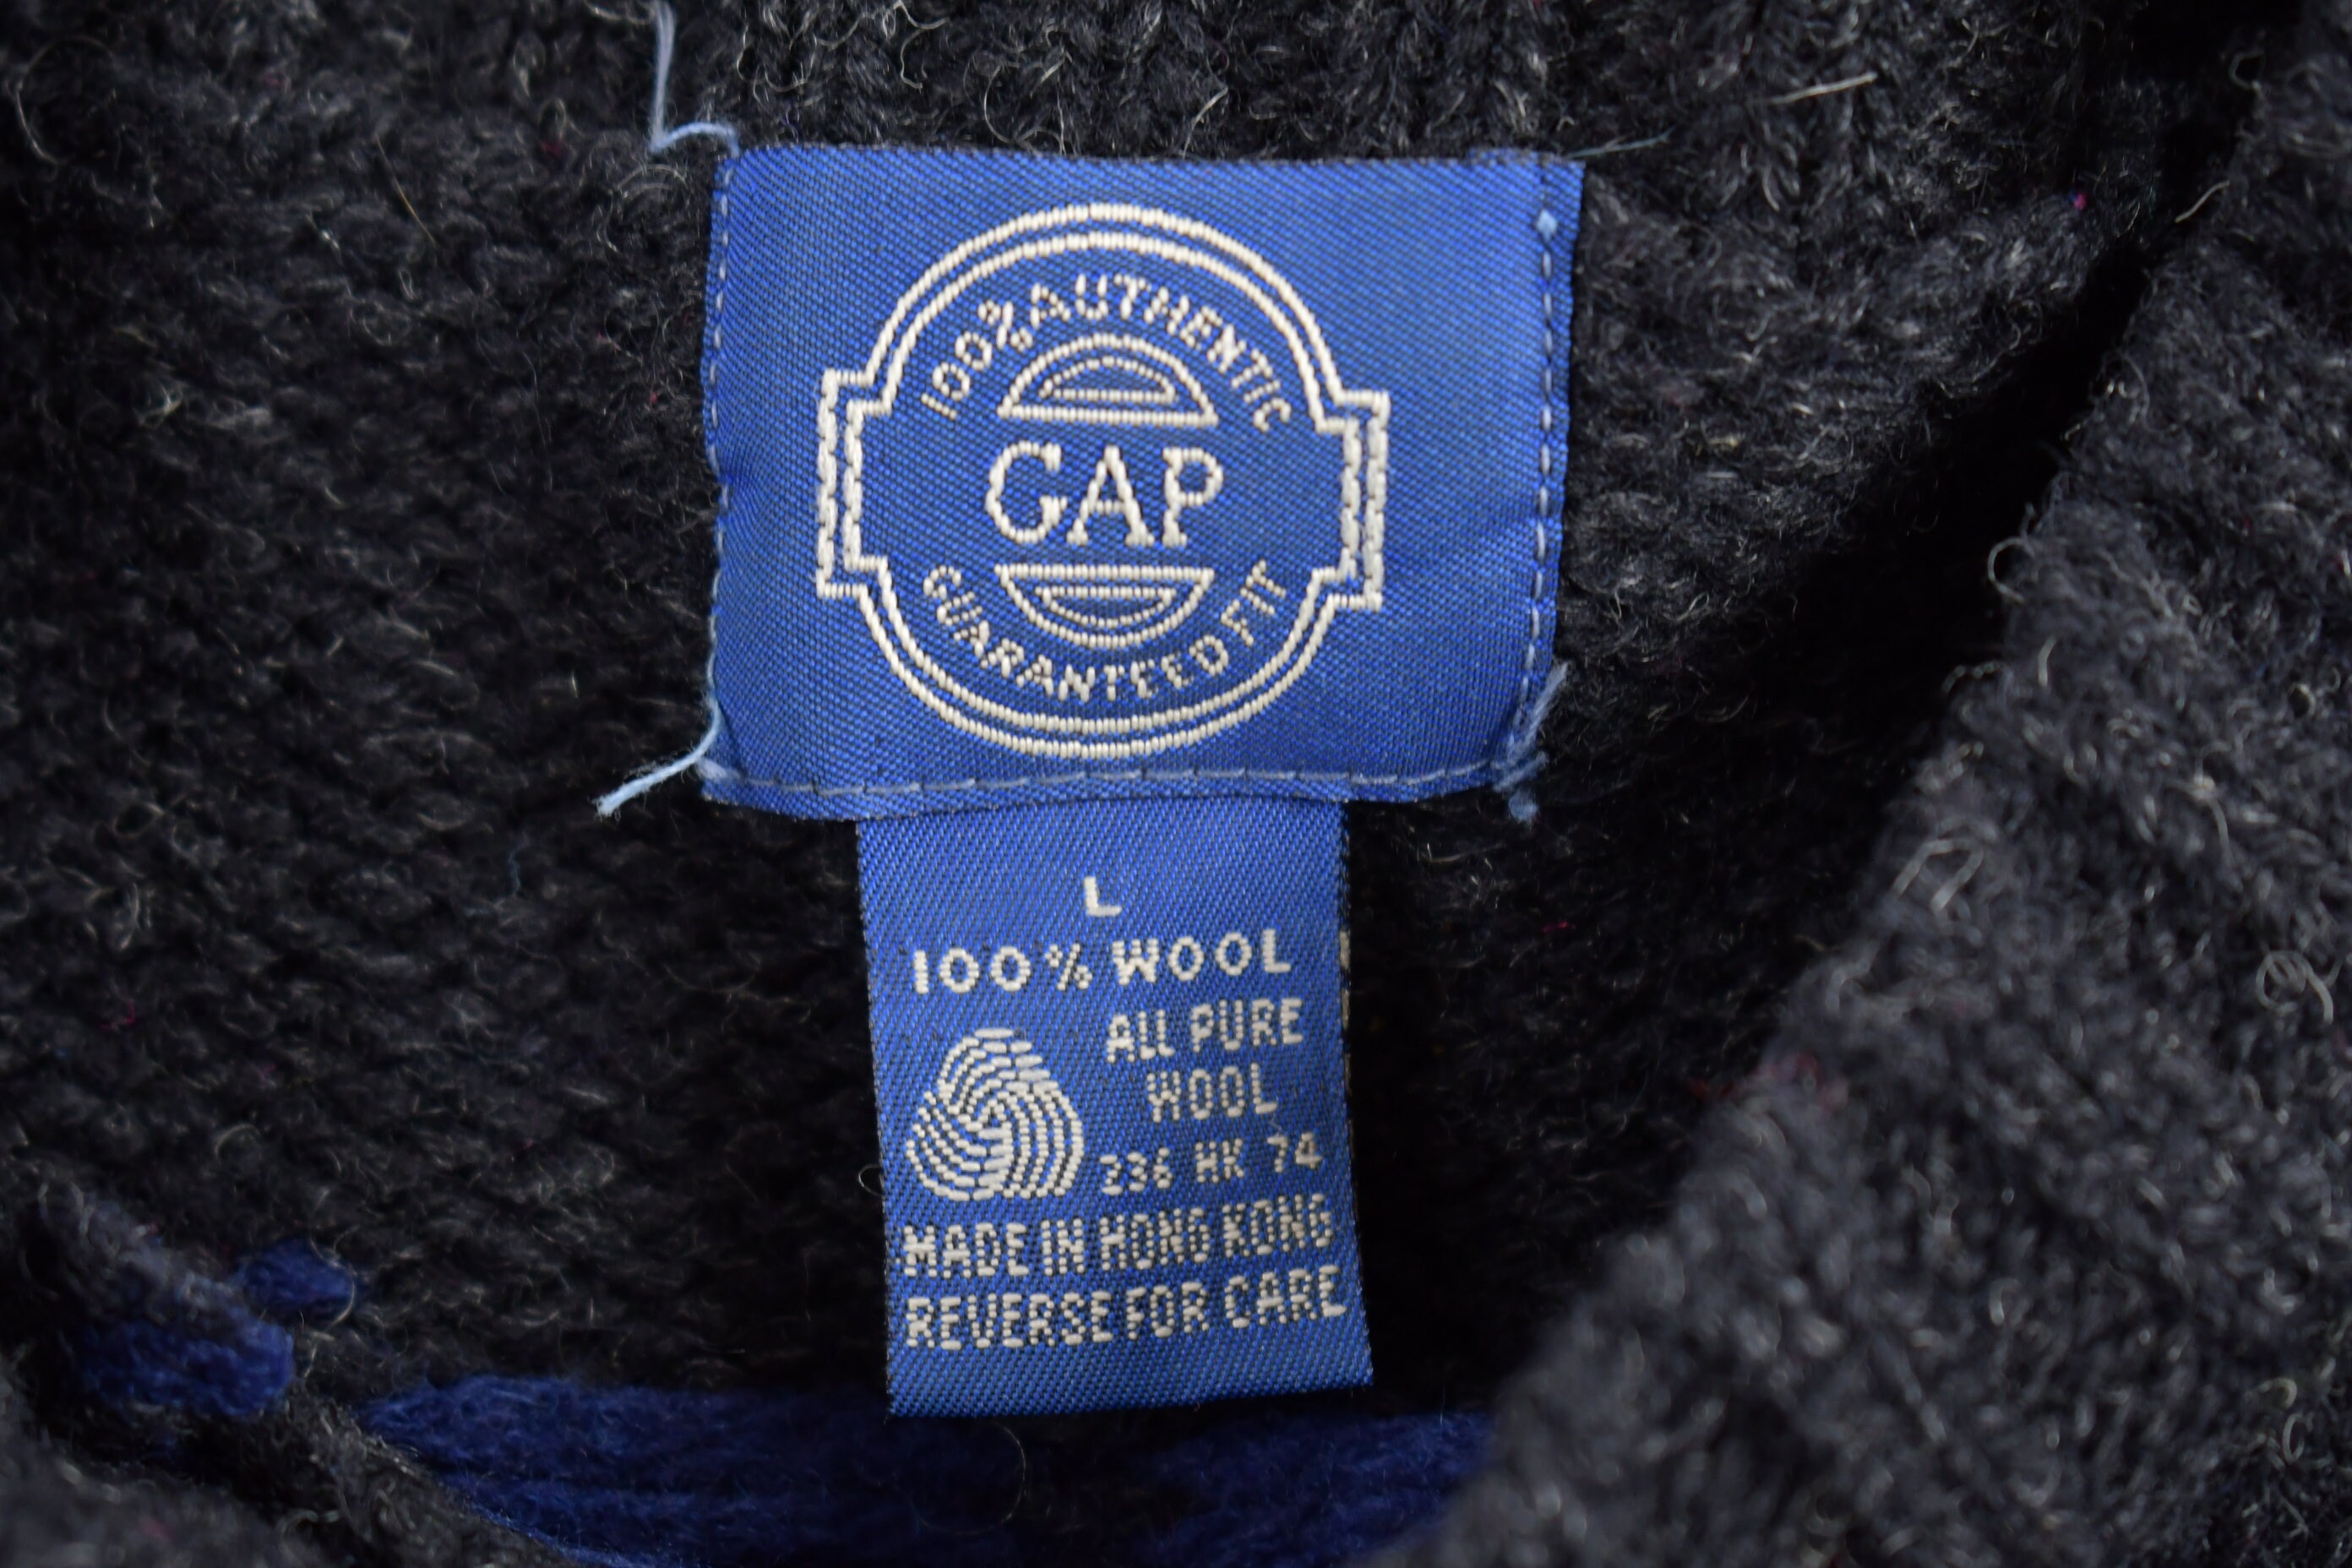 100% AUTHENTIC
GAP
GUARANTEED FIT
L
100% WOOL
ALL PURE
WOOL
236 HK 74
MADE IN HONG KONG
REVERSE FOR CARE